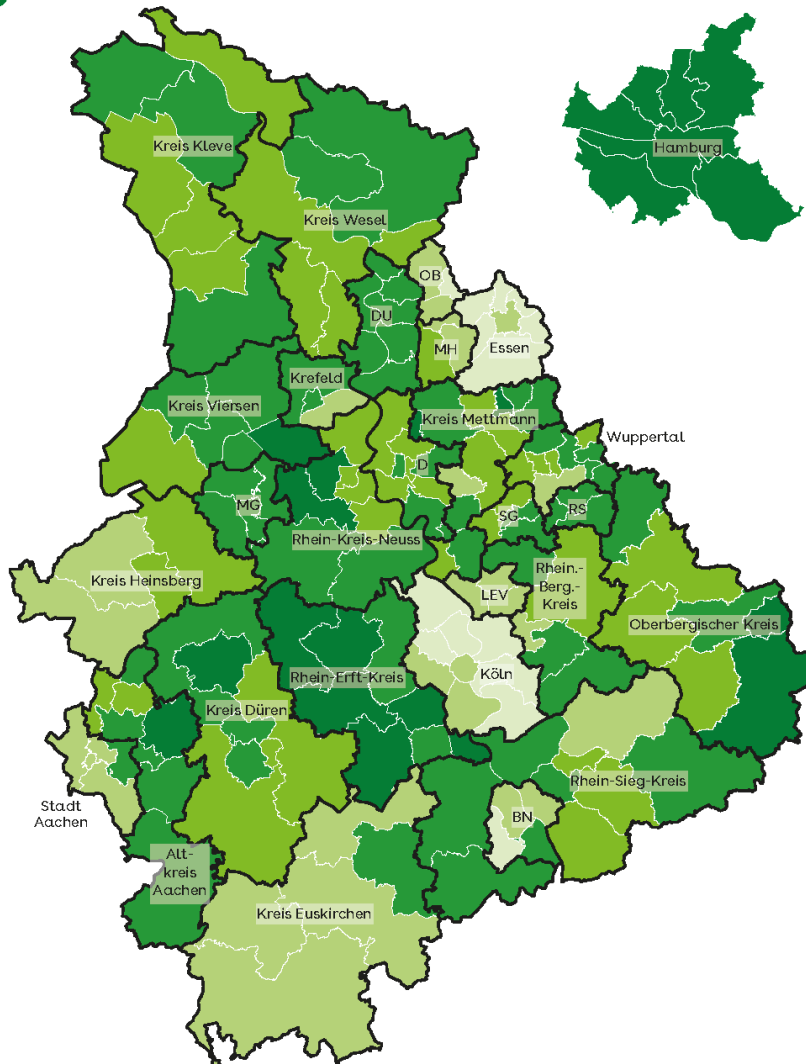 Kreis Kleve
Hamburg
Kreis Wesel
OB
DU
MH
Essen
Krefeld
Kreis Viersen
Kreis Mettmann
Wuppertal
D
MG
SG
RS
Rhein-Kreis-Neuss
Kreis Heinsberg
LEV
Rhein.-
Berg.-
Kreis
Oberbergischer Kreis
Köln
Rhein-Erft-Kreis
Kreis Düren
Rhein-Sieg-Kreis
Stadt
Aachen
BN
Alt-
kreis
Aachen
Kreis Euskirchen